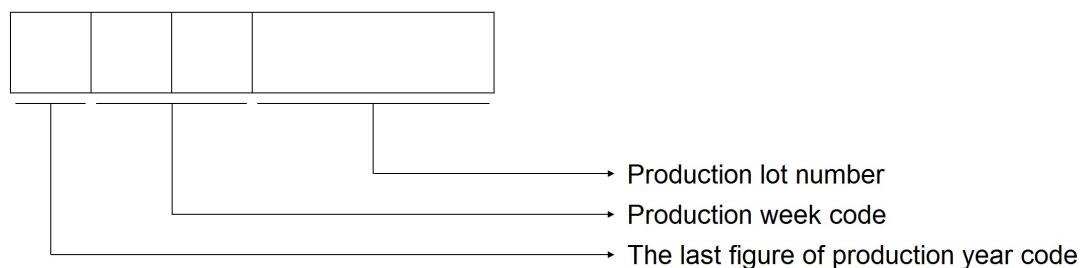 Production lot number
Production week code
The last figure of production year code